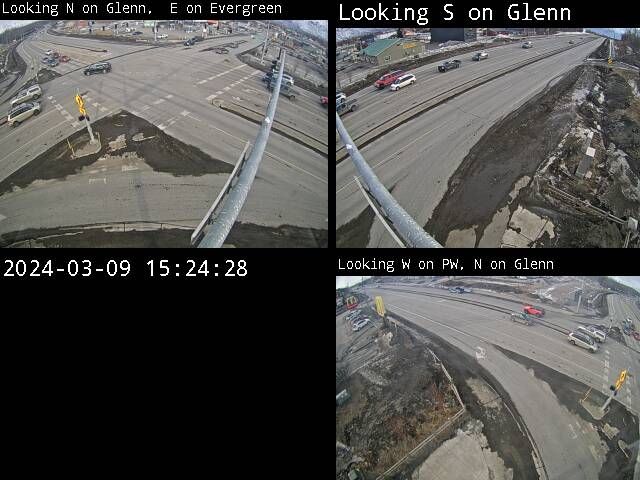 Looking N on Glenn,  E on Evergreen
Looking S on Glenn
2024-03-09 15:24:28
Looking W on PW, N on Glenn